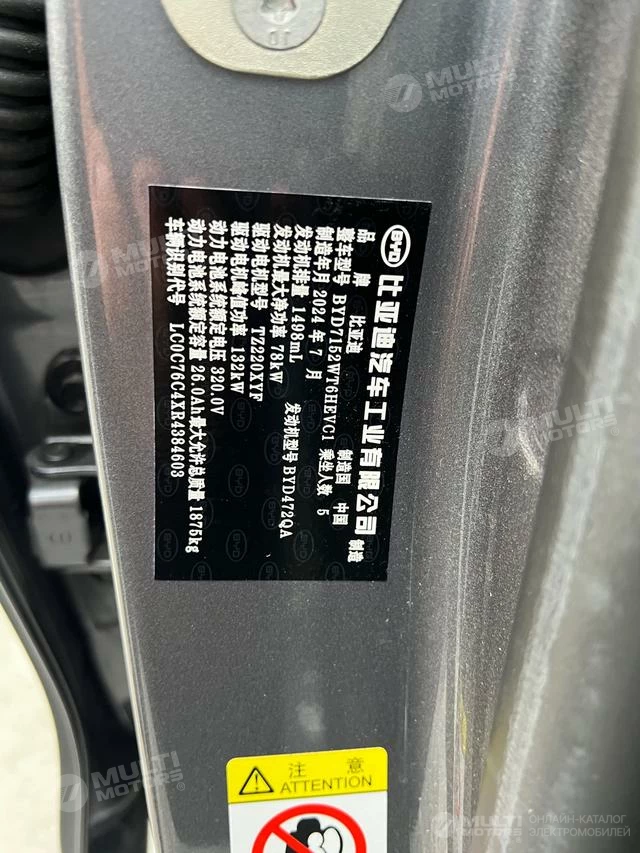 BYD 比亚迪汽车工业有限公司 制造
品牌 比亚迪 制造国 中国
整车型号 BYD7152WT6HEVC1 乘坐人数 5
制造年月 2024 年 7 月
发动机排量 1498mL 发动机型号 BYD472QA
发动机最大净功率 78kW
驱动电机型号 TZ220XYF
驱动电机峰值功率 132kW
动力电池系统额定电压 320.0V
动力电池系统额定容量 26.0Ah 最大允许总质量 1875kg
车辆识别代号 LC0C76C4XR4384603
注 意
ATTENTION
MULTI MOTORS
ОНЛАЙН-КАТАЛОГ
ЭЛЕКТРОМОБИЛЕЙ